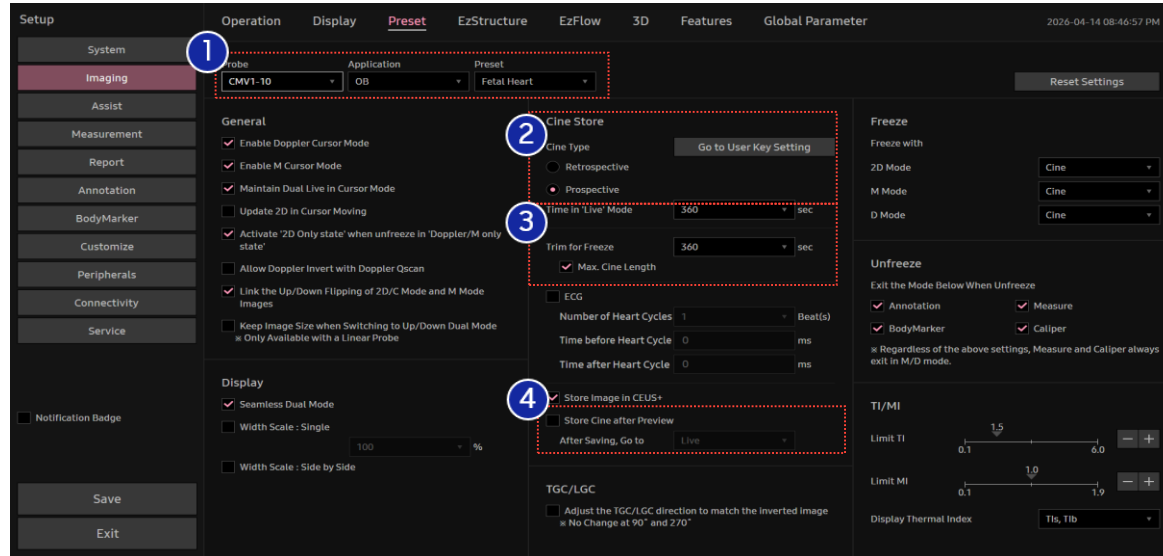 Setup
Operation Display Preset EzStructure EzFlow 3D Features Global Parameter
2026-04-14 08:46:57 PM
System
Imaging
Assist
Measurement
Report
Annotation
BodyMarker
Customize
Peripherals
Connectivity
Service
Notification Badge
Save
Exit
1
Probe Application Preset
CMV1-10 OB Fetal Heart
Reset Settings
General
Enable Doppler Cursor Mode
Enable M Cursor Mode
Maintain Dual Live in Cursor Mode
Update 2D in Cursor Moving
Activate '2D Only state' when unfreeze in 'Doppler/M only
state'
Allow Doppler Invert with Doppler Qscan
Link the Up/Down Flipping of 2D/C Mode and M Mode
Images
Keep Image Size when Switching to Up/Down Dual Mode
※ Only Available with a Linear Probe
Display
Seamless Dual Mode
Width Scale : Single
100 %
Width Scale : Side by Side
2
Cine Store
Cine Type Go to User Key Setting
Retrospective
Prospective
3
Time in 'Live' Mode 360 sec
Trim for Freeze 360 sec
Max. Cine Length
ECG
Number of Heart Cycles 1 Beat(s)
Time before Heart Cycle 0 ms
Time after Heart Cycle 0 ms
4
Store Image in CEUS+
Store Cine after Preview
After Saving, Go to Live
TGC/LGC
Adjust the TGC/LGC direction to match the inverted image
※ No Change at 90˚ and 270˚
Freeze
Freeze with
2D Mode Cine
M Mode Cine
D Mode Cine
Unfreeze
Exit the Mode Below When Unfreeze
Annotation Measure
BodyMarker Caliper
※ Regardless of the above settings, Measure and Caliper always
exit in M/D mode.
TI/MI
1.5
Limit TI
0.1 6.0
− +
1.0
Limit MI
0.1 1.9
− +
Display Thermal Index TIs, TIb